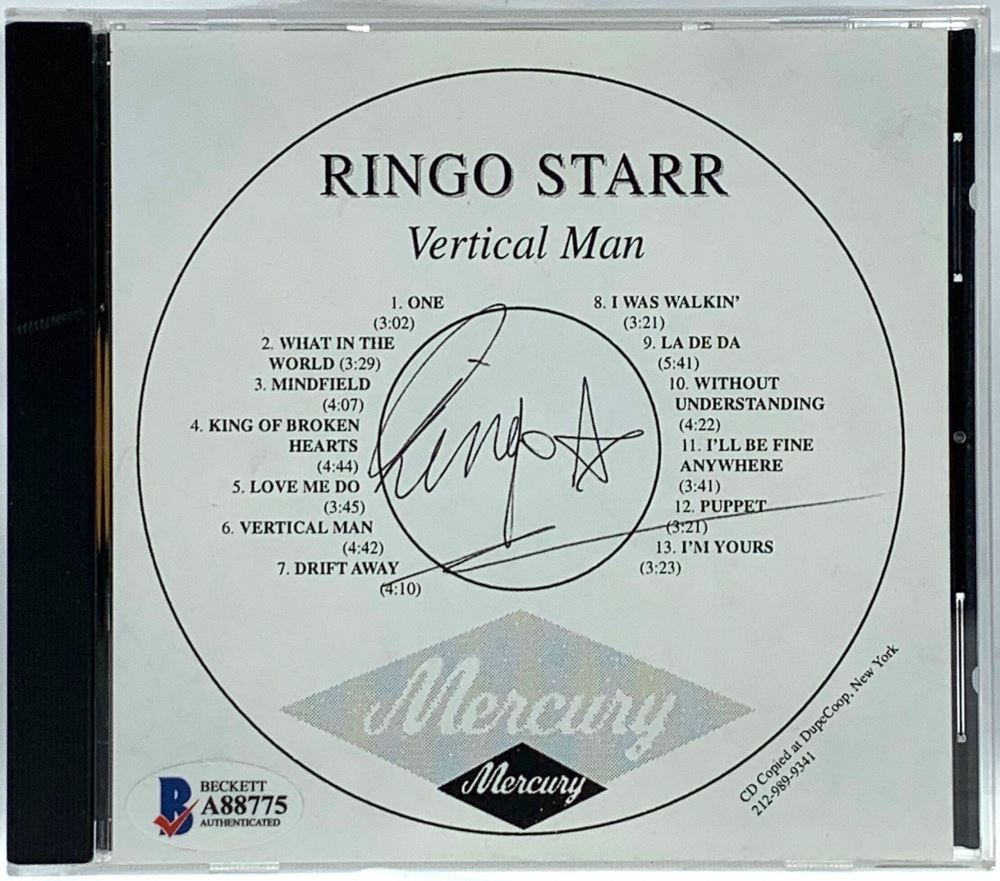 RINGO STARR
Vertical Man
1. ONE
(3:02)
2. WHAT IN THE
WORLD (3:29)
3. MINDFIELD
(4:07)
4. KING OF BROKEN
HEARTS
(4:44)
5. LOVE ME DO
(3:45)
6. VERTICAL MAN
(4:42)
7. DRIFT AWAY
(4:10)
8. I WAS WALKIN'
(3:21)
9. LA DE DA
(5:41)
10. WITHOUT
UNDERSTANDING
(4:22)
11. I'LL BE FINE
ANYWHERE
(3:41)
12. PUPPET
(3:21)
13. I'M YOURS
(3:23)
Ringo
Mercury
Mercury
CD Copied at DupeCoop, New York
212-989-9341
B
BECKETT
A88775
AUTHENTICATED